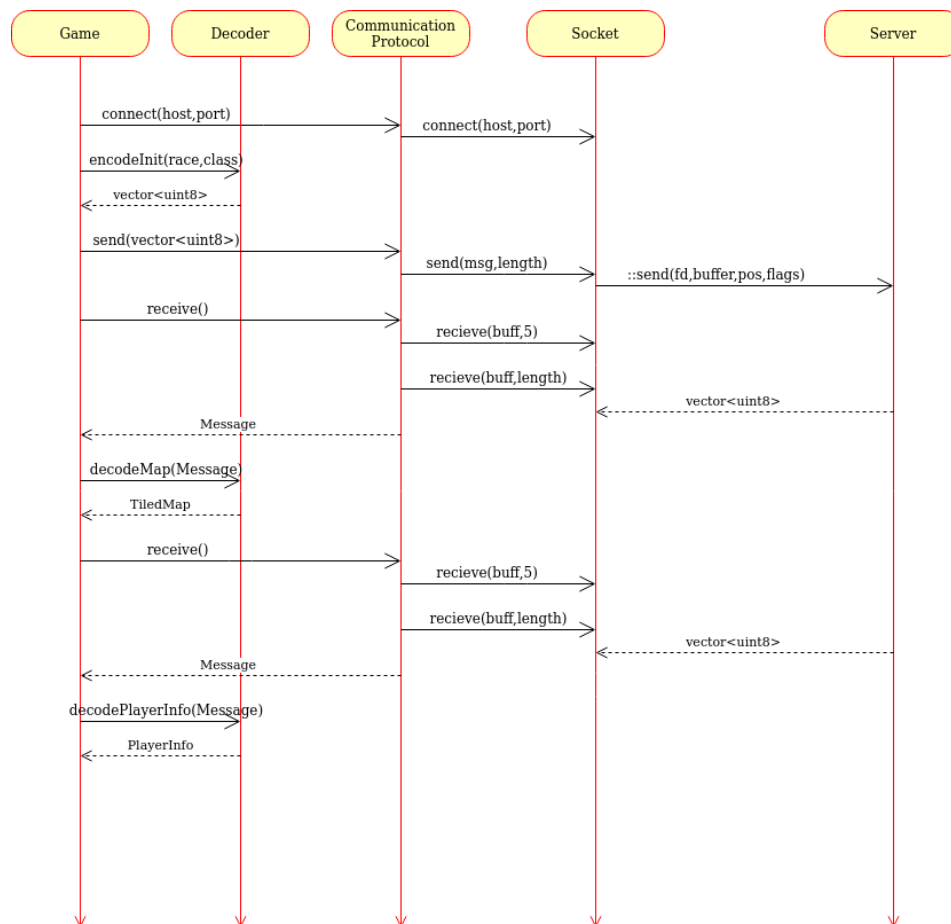 Game
Decoder
Communication
Protocol
Socket
Server
connect(host,port)
connect(host,port)
encodeInit(race,class)
vector<uint8>
send(vector<uint8>)
send(msg,length)
::send(fd,buffer,pos,flags)
receive()
recieve(buff,5)
recieve(buff,length)
vector<uint8>
Message
decodeMap(Message)
TiledMap
receive()
recieve(buff,5)
recieve(buff,length)
vector<uint8>
Message
decodePlayerInfo(Message)
PlayerInfo